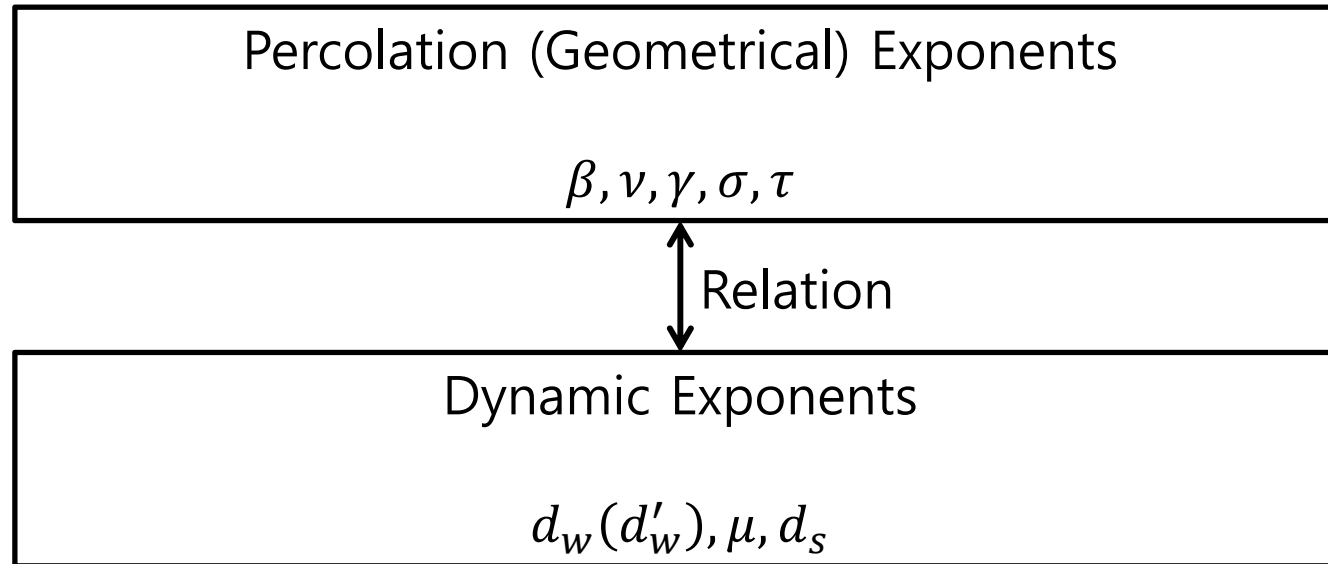 Percolation (Geometrical) Exponents
β, ν, γ, σ, τ
Relation
Dynamic Exponents
d_w(d'_w), μ, d_s